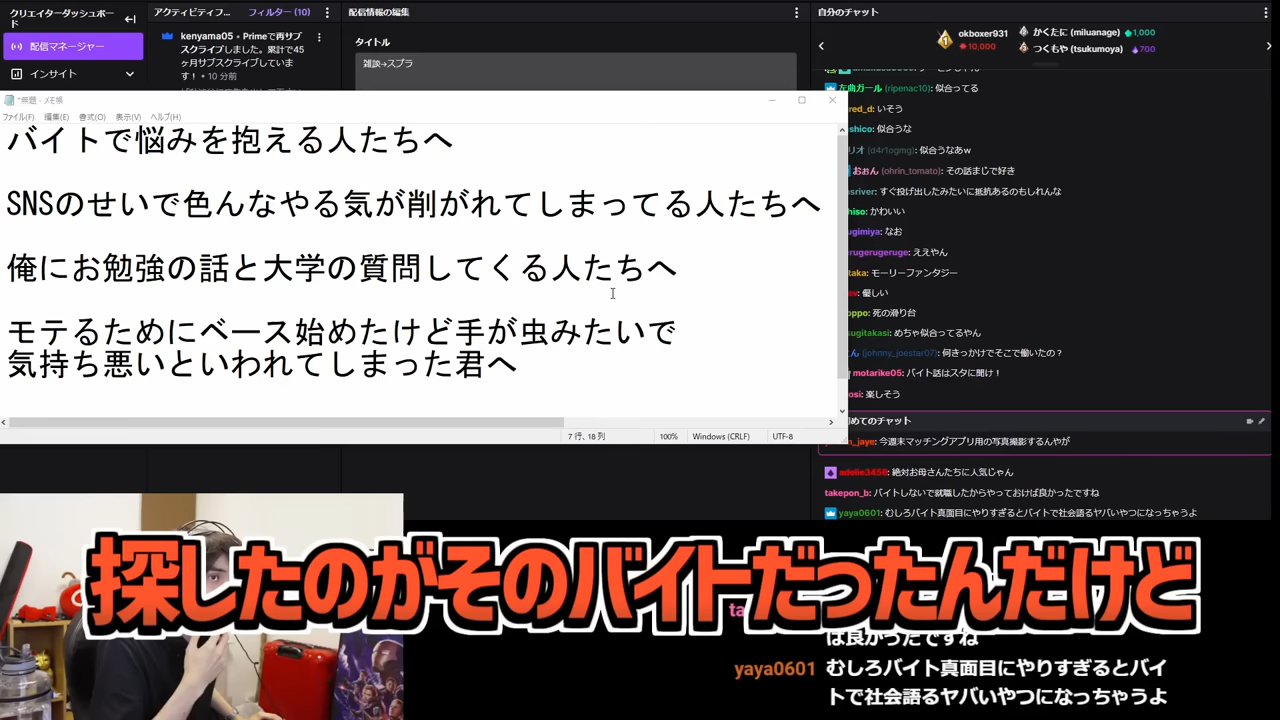 クリエイターダッシュボード
配信マネージャー
インサイト
アクティビティフ...
フィルター (10)
kenyama05・Primeで再サブスクライブしました。累計で45ヶ月サブスクライブしています！・10 分前
配信情報の編集
タイトル
雑談→スプラ
自分のチャット
okboxer931
10,000
かくたに (miluanage) 1,000
つくもや (tsukumoya) 700
*無題 - メモ帳
ファイル(F) 編集(E) 書式(O) 表示(V) ヘルプ(H)
バイトで悩みを抱える人たちへ
SNSのせいで色んなやる気が削がれてしまってる人たちへ
俺にお勉強の話と大学の質問してくる人たちへ
モテるためにベース始めたけど手が虫みたいで
気持ち悪いといわれてしまった君へ
7 行、18 列 100% Windows (CRLF) UTF-8
左曲ガール (ripenac10): 似合ってる
red_d: いそう
shico: 似合うな
リオ (d4r1ogmg): 似合うなあw
おぉん (ohrin_tomato): その話まじで好き
nsriver: すぐ投げ出したみたいに抵抗あるのもしれんな
hiso: かわいい
ugimiya: なお
rugerugeruge: ええやん
taka: モーリーファンタジー
優しい
oppo: 死の滑り台
sugitakasi: めちゃ似合ってるやん
(johnny_joestar07): 何きっかけでそこで働いたの？
motarike05: バイト話はスタに聞け！
osi: 楽しそう
めてのチャット
_jaye: 今週末マッチングアプリ用の写真撮影するんやが
adelie3456: 絶対お母さんたちに人気じゃん
takepon_b: バイトしないで就職したからやっておけば良かったですね
yaya0601: むしろバイト真面目にやりすぎるとバイトで社会語るヤバいやつになっちゃうよ
探したのがそのバイトだったんだけど
ta
ば良かったですね
yaya0601 むしろバイト真面目にやりすぎるとバイ
トで社会語るヤバいやつになっちゃうよ